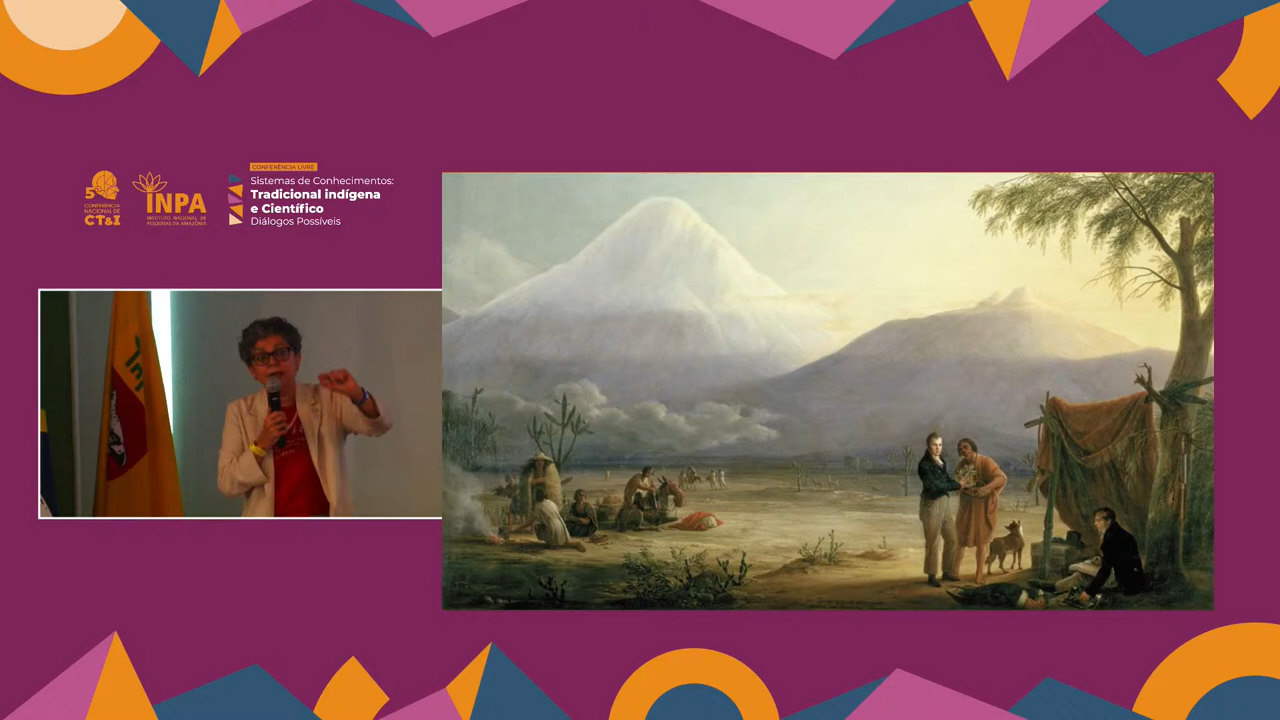 5ª
CONFERÊNCIA
NACIONAL DE
CT&I
INPA
INSTITUTO NACIONAL DE
PESQUISAS DA AMAZÔNIA
CONFERÊNCIA LIVRE
Sistemas de Conhecimentos:
Tradicional indígena
e Científico
Diálogos Possíveis